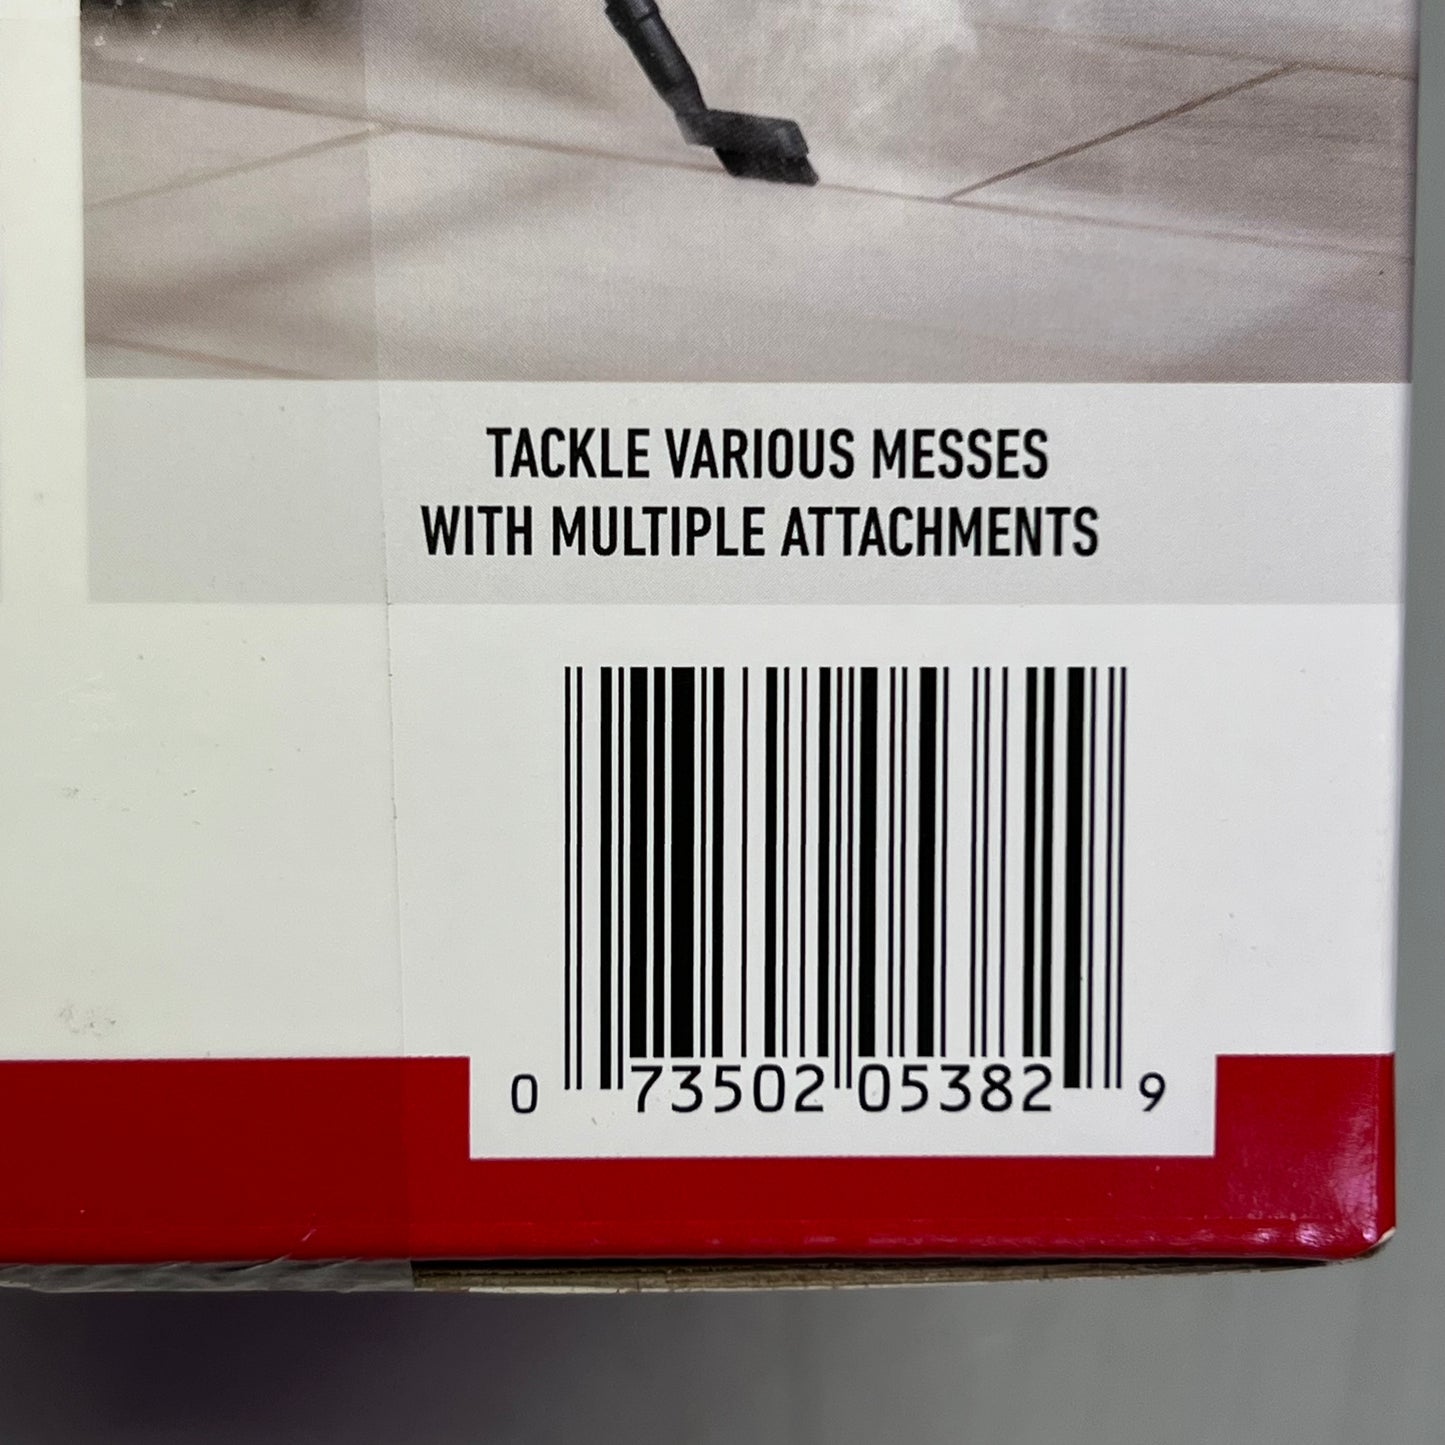 TACKLE VARIOUS MESSES
WITH MULTIPLE ATTACHMENTS
0 73502 05382 9